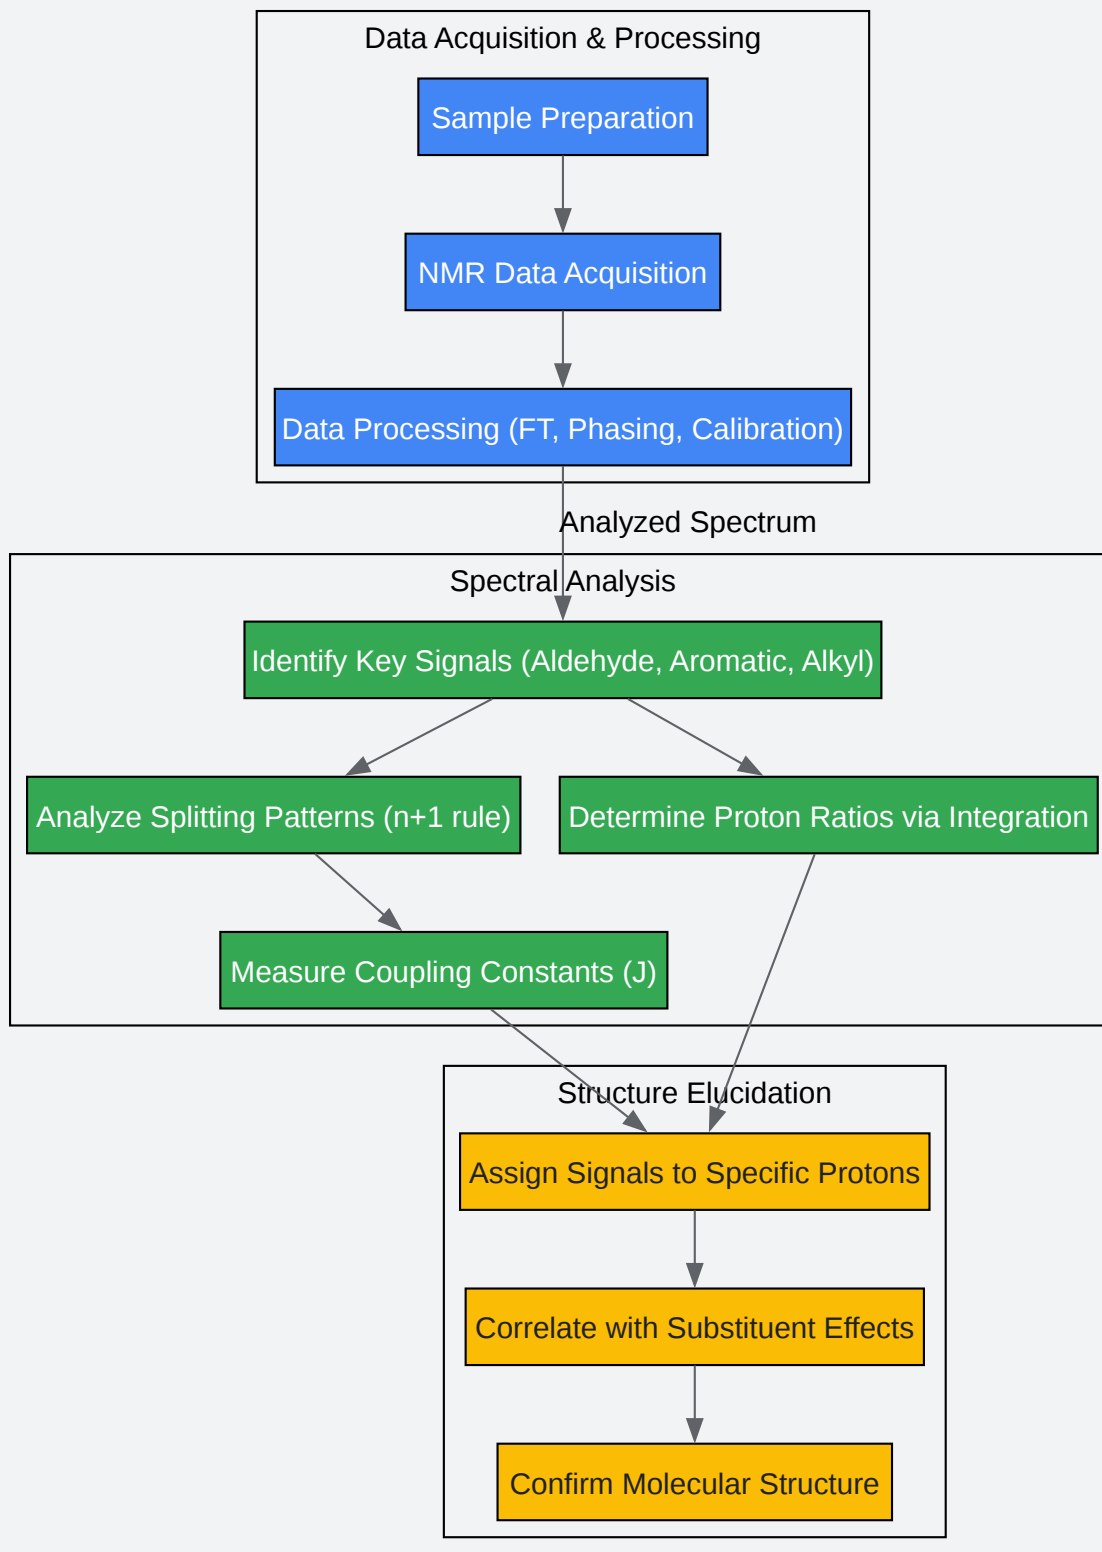 Data Acquisition & Processing
Sample Preparation
NMR Data Acquisition
Data Processing (FT, Phasing, Calibration)
Analyzed Spectrum
Spectral Analysis
Identify Key Signals (Aldehyde, Aromatic, Alkyl)
Analyze Splitting Patterns (n+1 rule)
Determine Proton Ratios via Integration
Measure Coupling Constants (J)
Structure Elucidation
Assign Signals to Specific Protons
Correlate with Substituent Effects
Confirm Molecular Structure